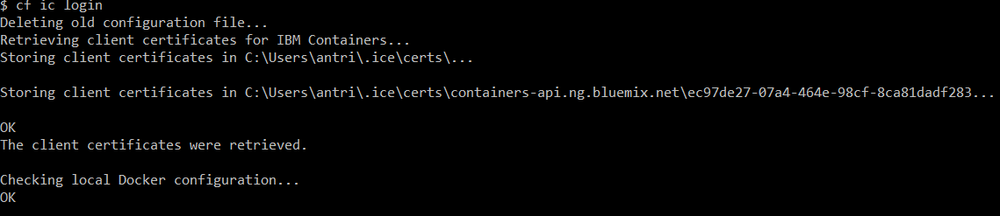 $ cf ic login
Deleting old configuration file...
Retrieving client certificates for IBM Containers...
Storing client certificates in C:\Users\antri\.ice\certs\...
Storing client certificates in C:\Users\antri\.ice\certs\containers-api.ng.bluemix.net\ec97de27-07a4-464e-98cf-8ca81dadf283...
OK
The client certificates were retrieved.
Checking local Docker configuration...
OK